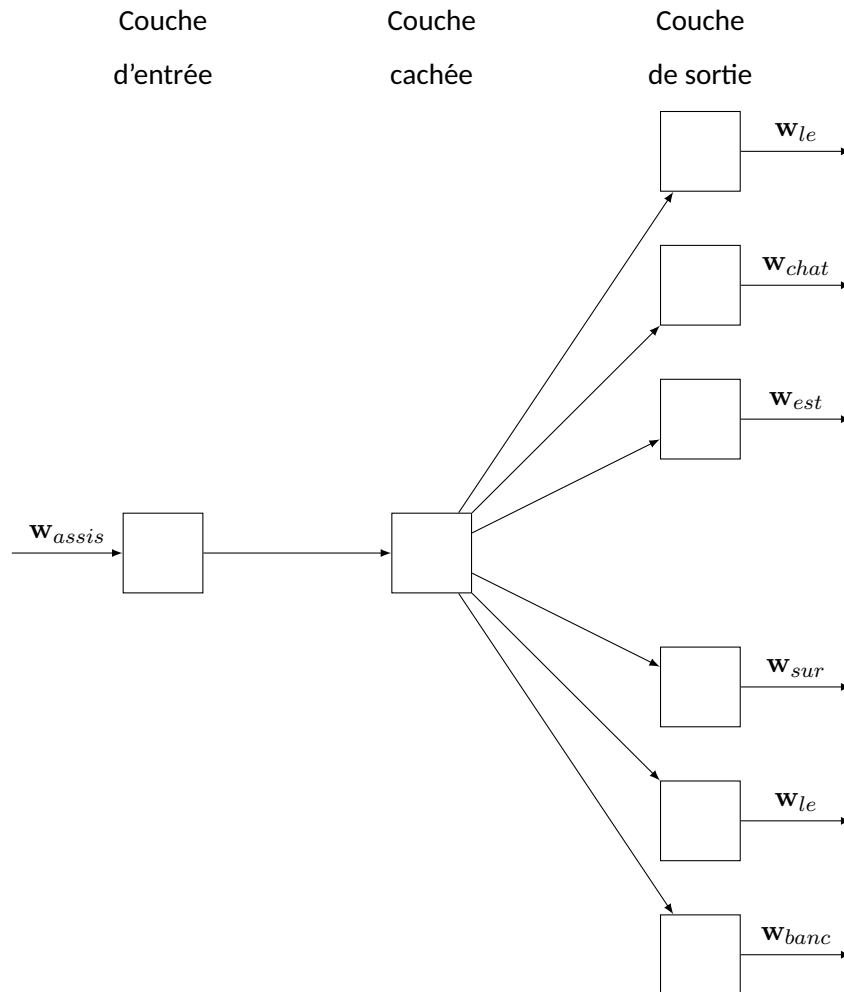 Couche Couche Couche
d’entrée cachée de sortie
w_le
w_chat
w_est
w_assis
w_sur
w_le
w_banc